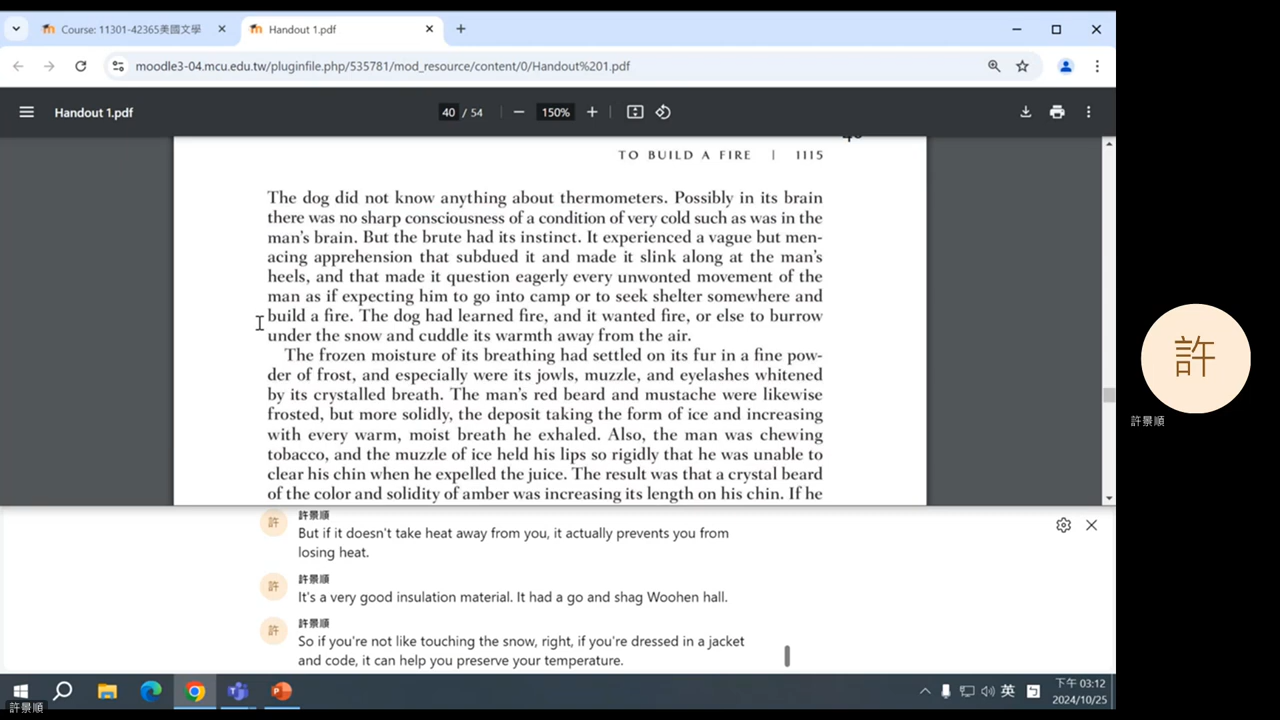 Course: 11301-42365美國文學
Handout 1.pdf
moodle3-04.mcu.edu.tw/pluginfile.php/535781/mod_resource/content/0/Handout%201.pdf
Handout 1.pdf
40 / 54
150%
TO BUILD A FIRE | 1115
The dog did not know anything about thermometers. Possibly in its brain
there was no sharp consciousness of a condition of very cold such as was in the
man's brain. But the brute had its instinct. It experienced a vague but men-
acing apprehension that subdued it and made it slink along at the man's
heels, and that made it question eagerly every unwonted movement of the
man as if expecting him to go into camp or to seek shelter somewhere and
build a fire. The dog had learned fire, and it wanted fire, or else to burrow
under the snow and cuddle its warmth away from the air.
The frozen moisture of its breathing had settled on its fur in a fine pow-
der of frost, and especially were its jowls, muzzle, and eyelashes whitened
by its crystalled breath. The man's red beard and mustache were likewise
frosted, but more solidly, the deposit taking the form of ice and increasing
with every warm, moist breath he exhaled. Also, the man was chewing
tobacco, and the muzzle of ice held his lips so rigidly that he was unable to
clear his chin when he expelled the juice. The result was that a crystal beard
of the color and solidity of amber was increasing its length on his chin. If he
許
許景順
許
許景順
But if it doesn't take heat away from you, it actually prevents you from
losing heat.
許
許景順
It's a very good insulation material. It had a go and shag Woohen hall.
許
許景順
So if you're not like touching the snow, right, if you're dressed in a jacket
and code, it can help you preserve your temperature.
英
ㄅ
下午 03:12
2024/10/25
許景順